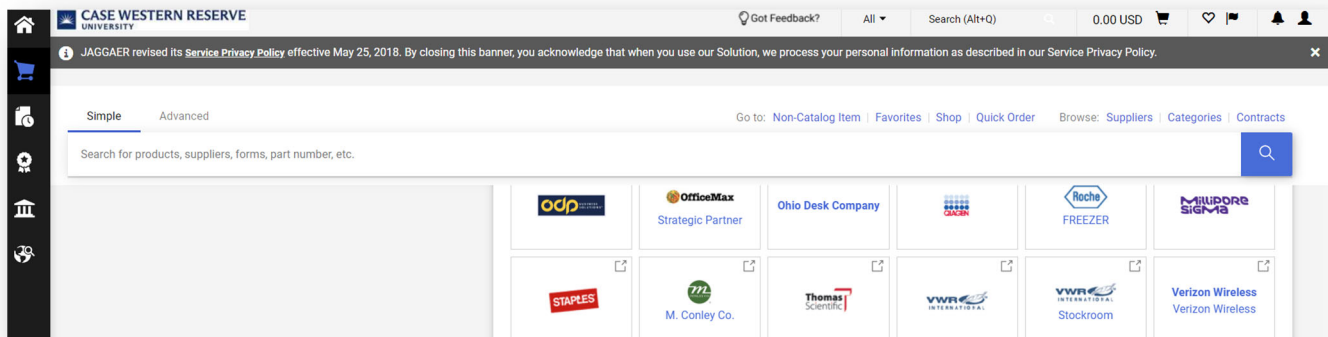 CASE WESTERN RESERVE
UNIVERSITY
Got Feedback?
All
Search (Alt+Q)
0.00 USD
JAGGAER revised its Service Privacy Policy effective May 25, 2018. By closing this banner, you acknowledge that when you use our Solution, we process your personal information as described in our Service Privacy Policy.
Simple Advanced
Go to: Non-Catalog Item | Favorites | Shop | Quick Order Browse: Suppliers | Categories | Contracts
Search for products, suppliers, forms, part number, etc.
odp
OfficeMax
Strategic Partner
Ohio Desk Company
QIAGEN
Roche
FREEZER
MILLIPORE
SIGMA
STAPLES
m
M. Conley Co.
Thomas
Scientific
VWR
INTERNATIONAL
VWR
INTERNATIONAL
Stockroom
Verizon Wireless
Verizon Wireless